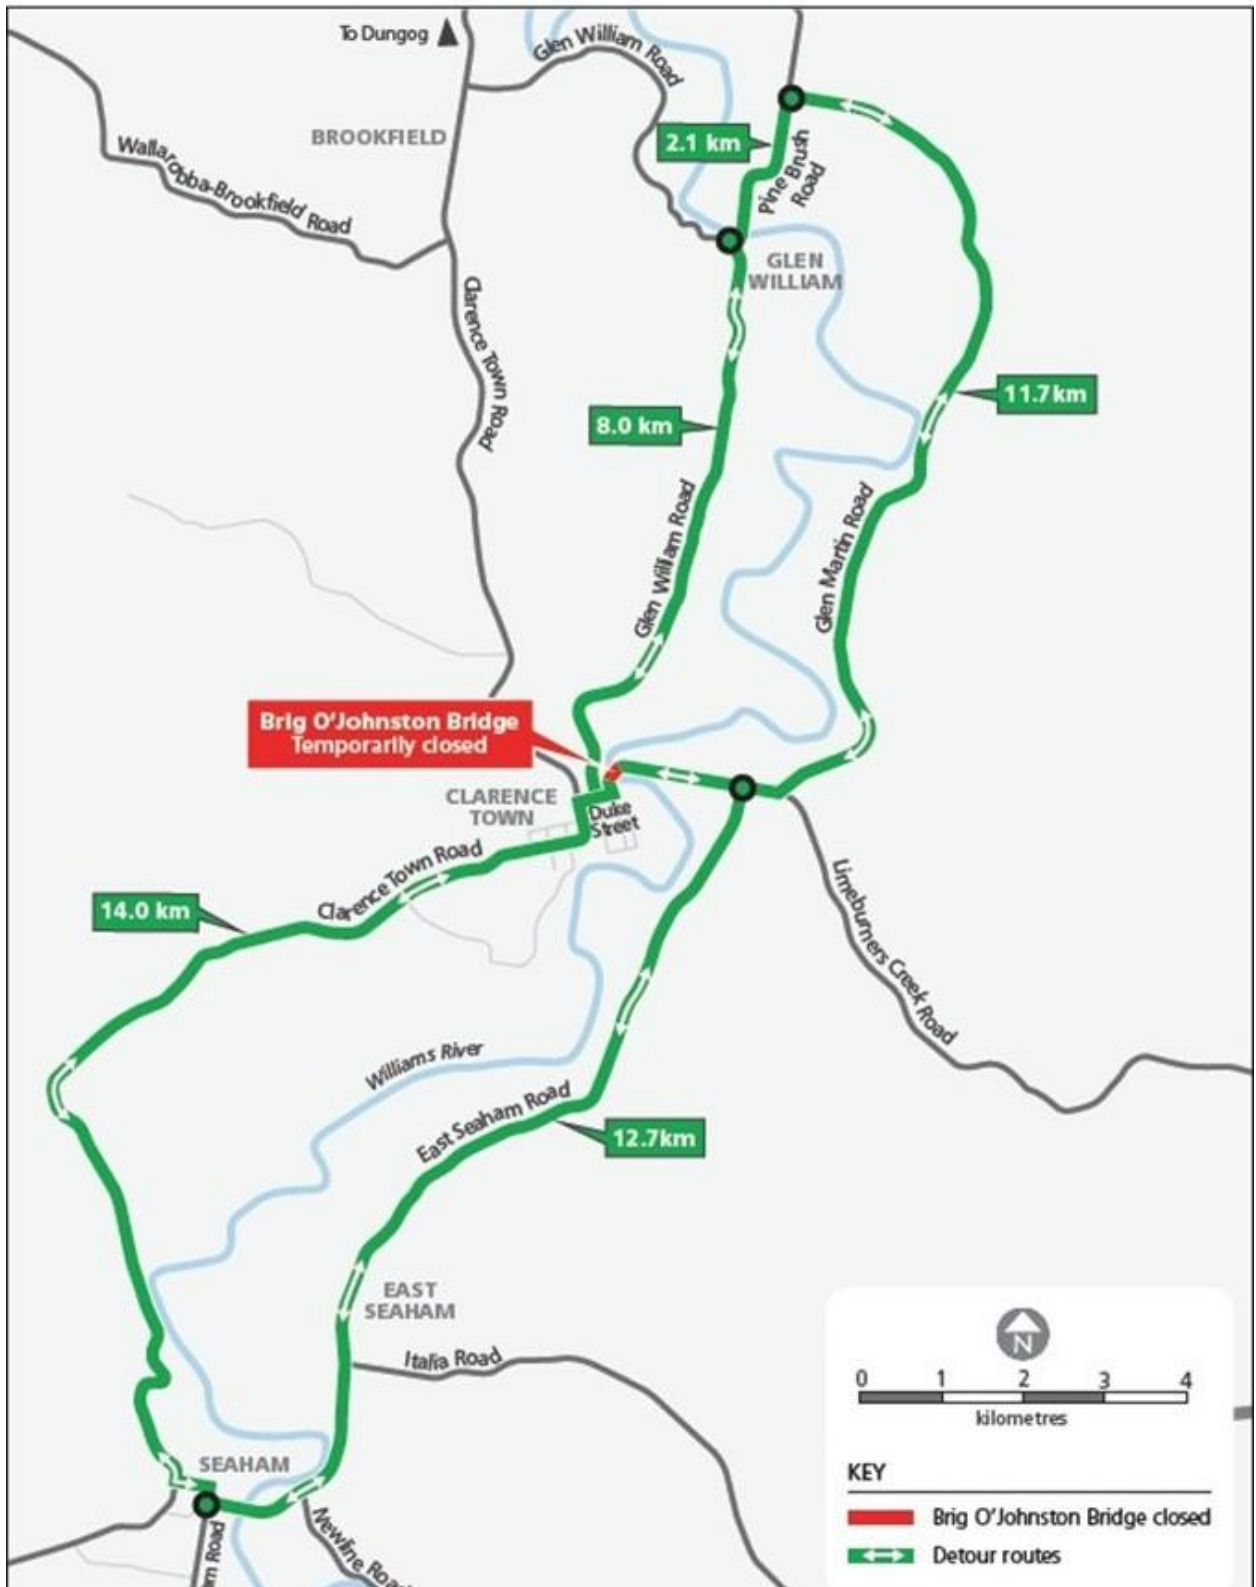 To Dungog
Glen William Road
BROOKFIELD
2.1 km
Wallarobba-Brookfield Road
Pine Brush
Road
GLEN
WILLIAM
Clarence Town Road
11.7km
8.0 km
Glen William Road
Glen Martin Road
Brig O'Johnston Bridge
Temporarily closed
CLARENCE
TOWN
Duke
Street
Clarence Town Road
14.0 km
Limeburners Creek Road
Williams River
East Seaham Road
12.7km
EAST
SEAHAM
Italia Road
N
0 1 2 3 4
kilometres
SEAHAM
KEY
Newline Road
Brig O'Johnston Bridge closed
Road
Detour routes